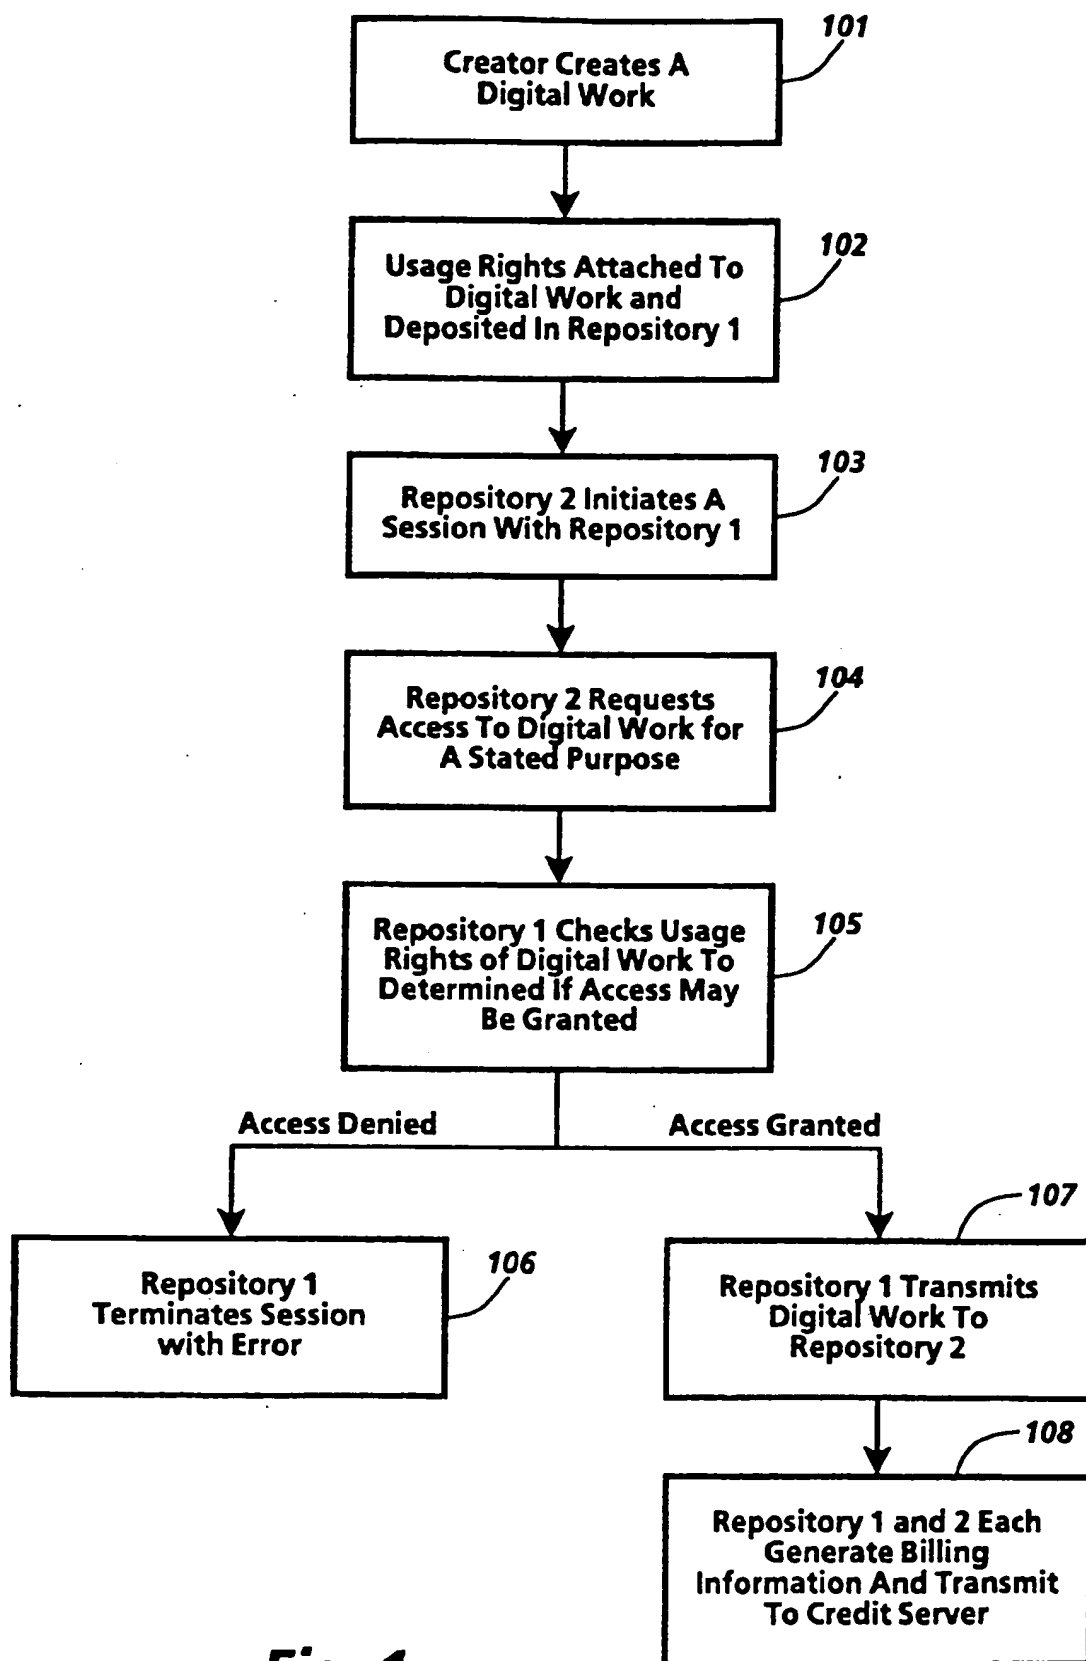 101
Creator Creates A
Digital Work
102
Usage Rights Attached To
Digital Work and
Deposited In Repository 1
103
Repository 2 Initiates A
Session With Repository 1
104
Repository 2 Requests
Access To Digital Work for
A Stated Purpose
105
Repository 1 Checks Usage
Rights of Digital Work To
Determined If Access May
Be Granted
Access Denied
Access Granted
106
Repository 1
Terminates Session
with Error
107
Repository 1 Transmits
Digital Work To
Repository 2
108
Repository 1 and 2 Each
Generate Billing
Information And Transmit
To Credit Server